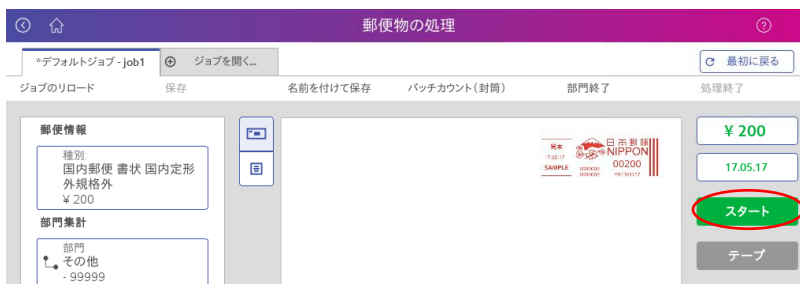 郵便物の処理
*デフォルトジョブ - job1
ジョブを開く...
最初に戻る
ジョブのリロード
保存
名前を付けて保存
バッチカウント(封筒)
部門終了
処理終了
郵便情報
種別:
国内郵便 書状 国内定形
外規格外
¥ 200
部門集計
部門
その他
- 99999
見本
17.05.17
SAMPLE
日本郵便
NIPPON
00200
¥ 200
17.05.17
スタート
テープ